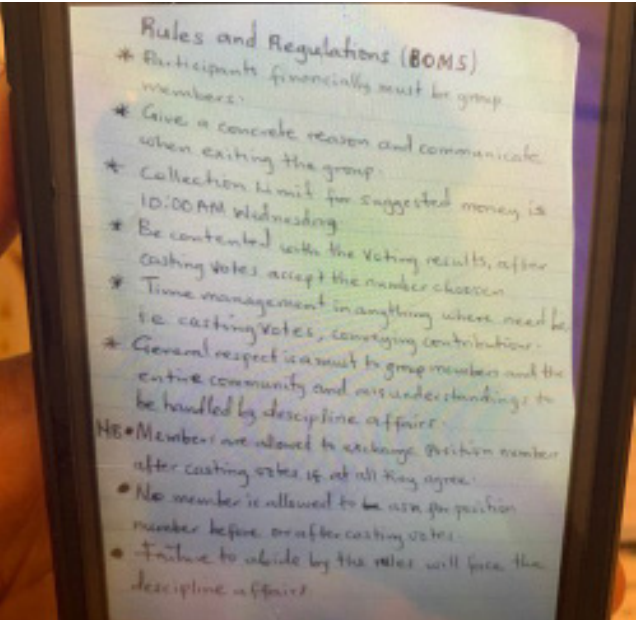 Rules and Regulations (BOMS)
* Participants financially must be group
members.
* Give a concrete reason and communicate
when exiting the group.
* Collection Limit for suggested money is
10:00AM Wednesday
* Be contented with the voting results, after
casting votes accept the number choosen
* Time management in anything where need be,
i.e. casting votes, conveying contributions.
* General respect is a must to group members and the
entire community and misunderstandings to
be handled by descipline affairs.
NB • Members are allowed to exchange position number
after casting votes if at all they agree.
• No member is allowed to be ask for position
number before or after casting votes.
• Failure to abide by the rules will face the
descipline affairs